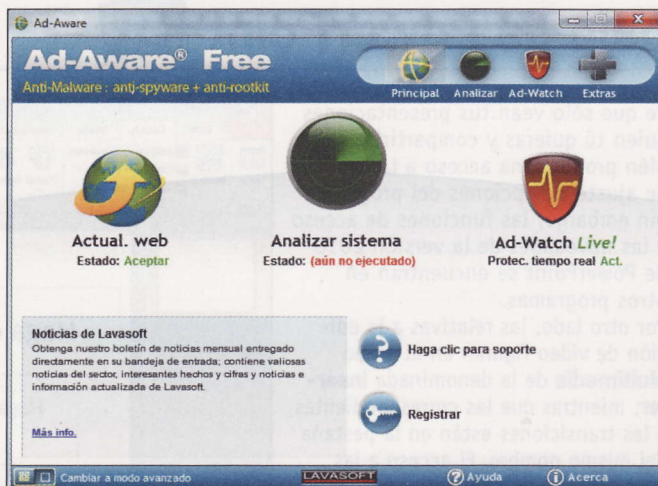 Ad-Aware
Ad-Aware® Free
Anti-Malware : anti-spyware + anti-rootkit
Principal Analizar Ad-Watch Extras
Actual. web
Estado: Aceptar
Analizar sistema
Estado: (aún no ejecutado)
Ad-Watch Live!
Protec. tiempo real Act.
Noticias de Lavasoft
Obtenga nuestro boletín de noticias mensual entregado
directamente en su bandeja de entrada; contiene valiosas
noticias del sector, interesantes hechos y cifras y noticias e
información actualizada de Lavasoft.
Más info.
Haga clic para soporte
Registrar
Cambiar a modo avanzado
LAVASOFT
Ayuda
Acerca